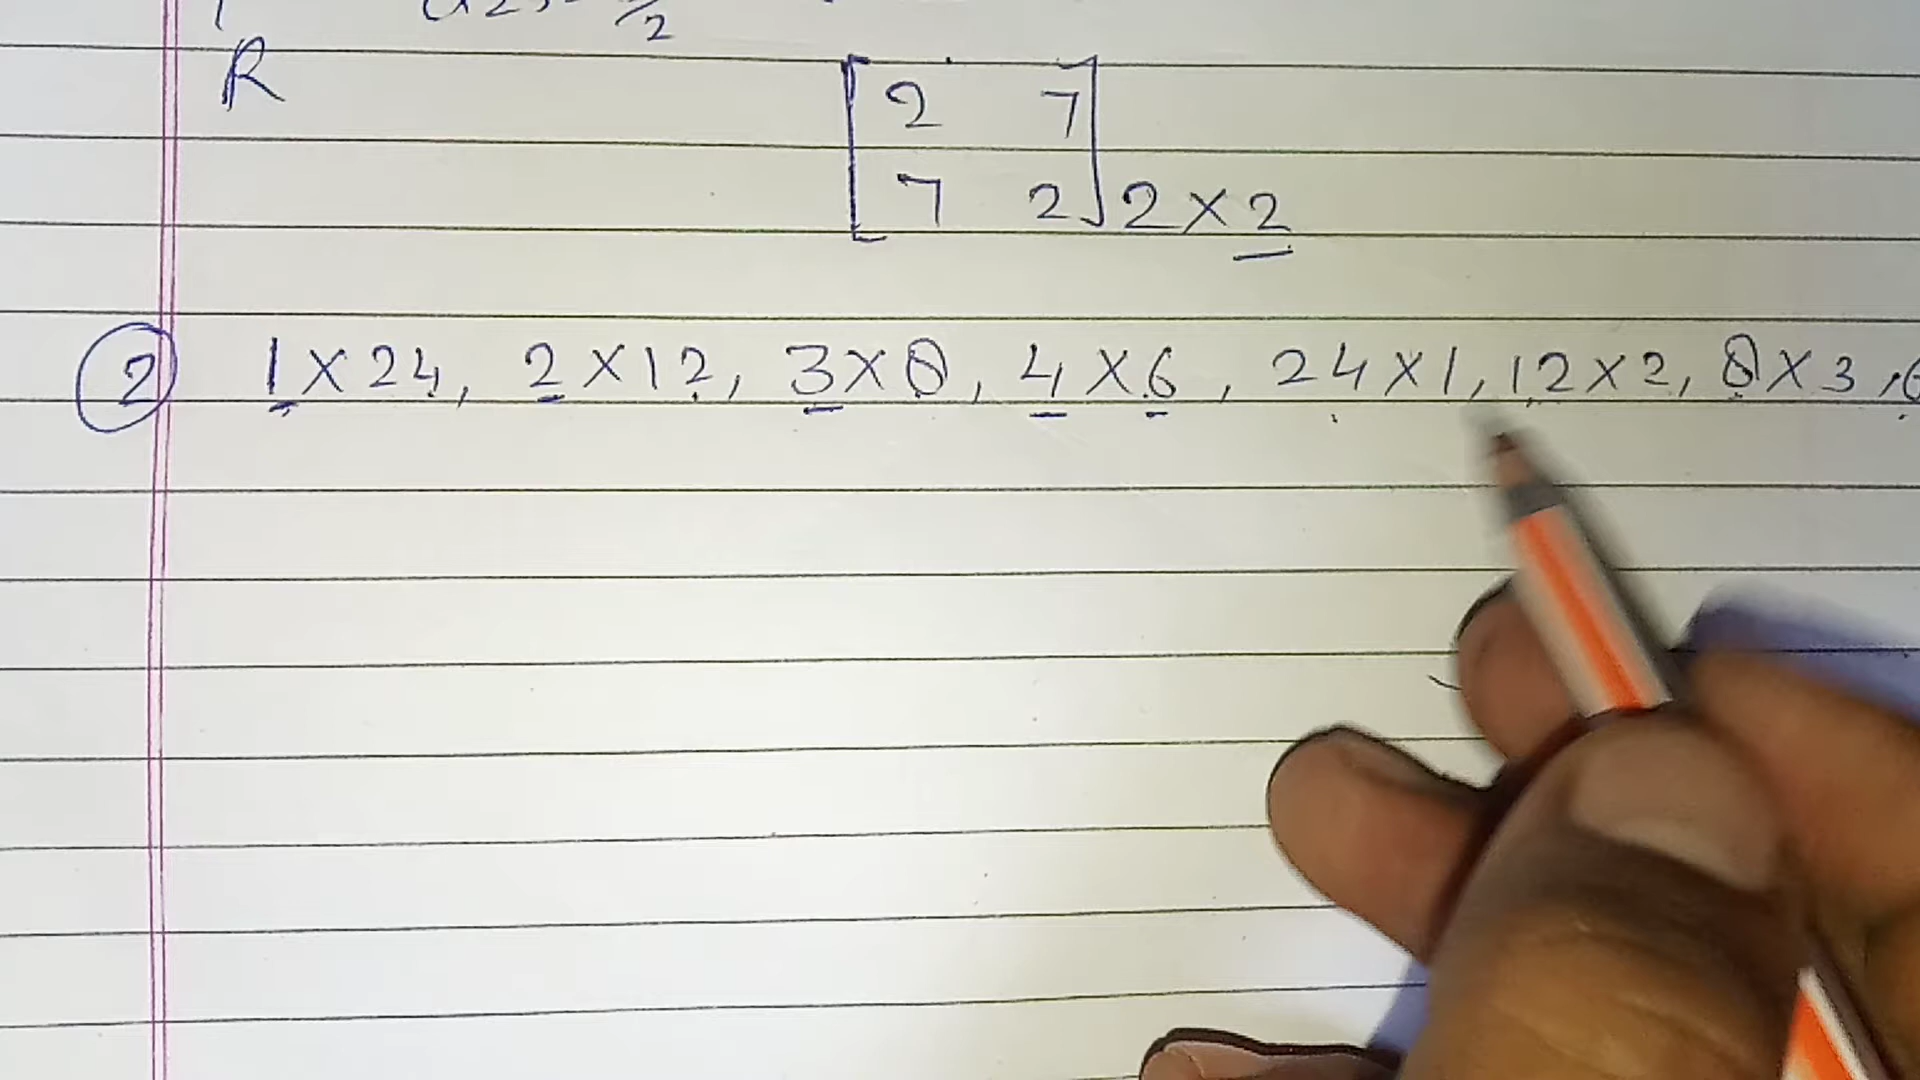 R
2 7
7 2 2×2
② 1×24, 2×12, 3×8, 4×6, 24×1, 12×2, 8×3, 6